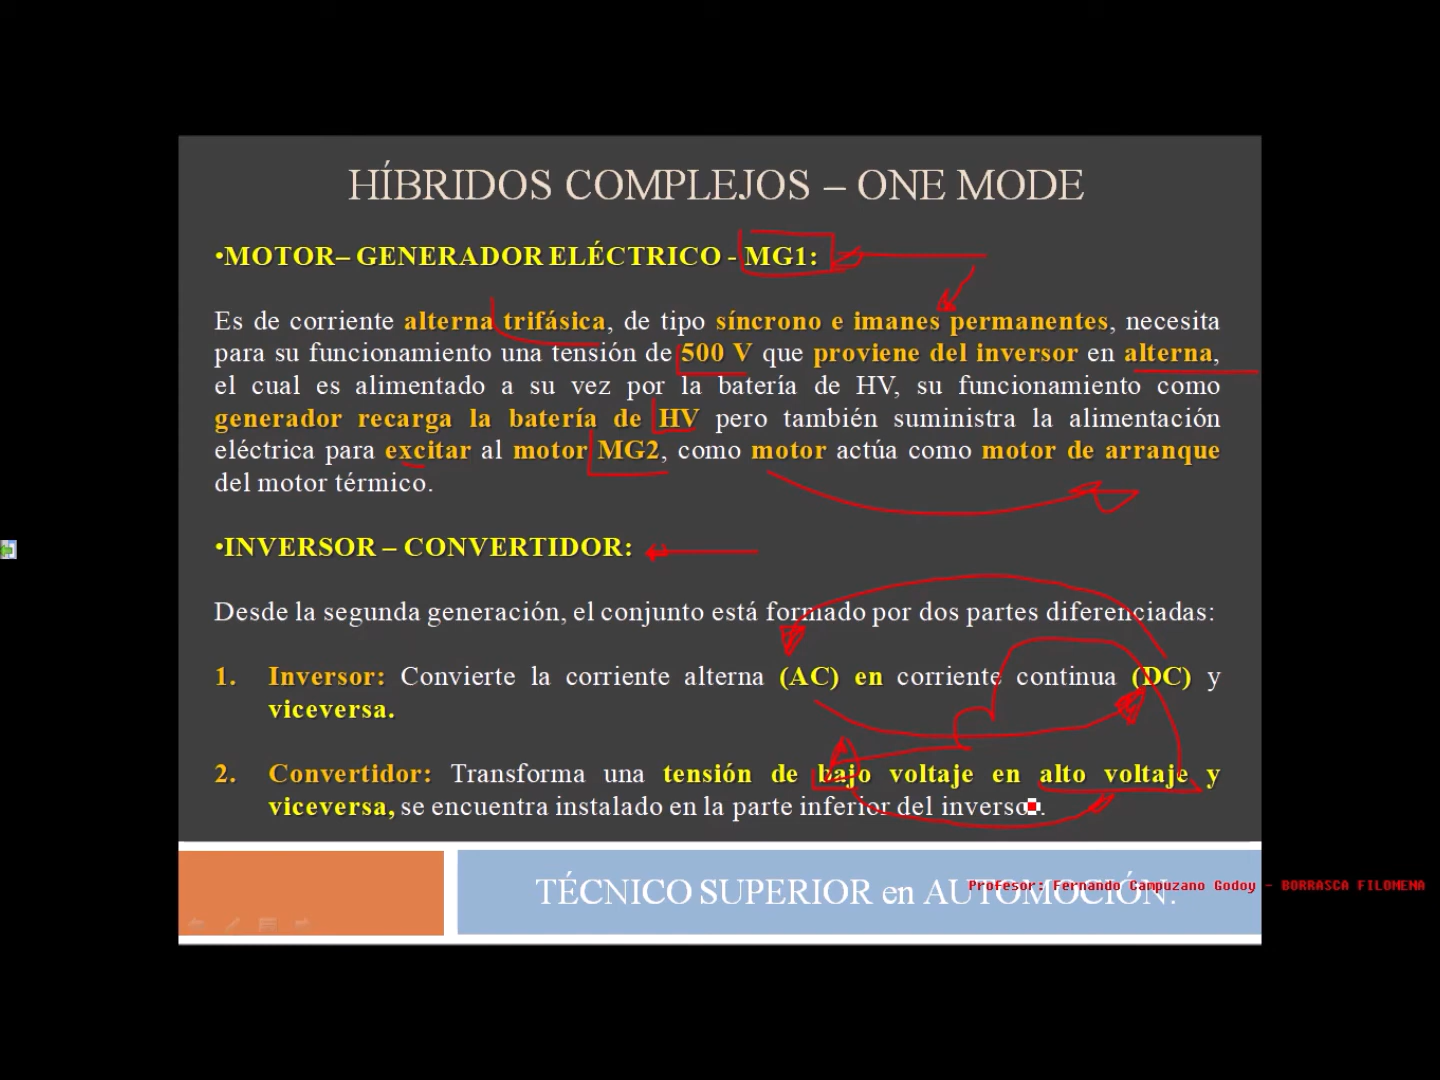 HÍBRIDOS COMPLEJOS – ONE MODE
•MOTOR– GENERADOR ELÉCTRICO - MG1:
Es de corriente alterna trifásica, de tipo síncrono e imanes permanentes, necesita
para su funcionamiento una tensión de 500 V que proviene del inversor en alterna,
el cual es alimentado a su vez por la batería de HV, su funcionamiento como
generador recarga la batería de HV pero también suministra la alimentación
eléctrica para excitar al motor MG2, como motor actúa como motor de arranque
del motor térmico.
•INVERSOR – CONVERTIDOR:
Desde la segunda generación, el conjunto está formado por dos partes diferenciadas:
1. Inversor: Convierte la corriente alterna (AC) en corriente continua (DC) y
viceversa.
2. Convertidor: Transforma una tensión de bajo voltaje en alto voltaje y
viceversa, se encuentra instalado en la parte inferior del inversor.
TÉCNICO SUPERIOR en AUTOMOCIÓN.
Profesor: Fernando Campuzano Godoy - BORRASCA FILOMENA